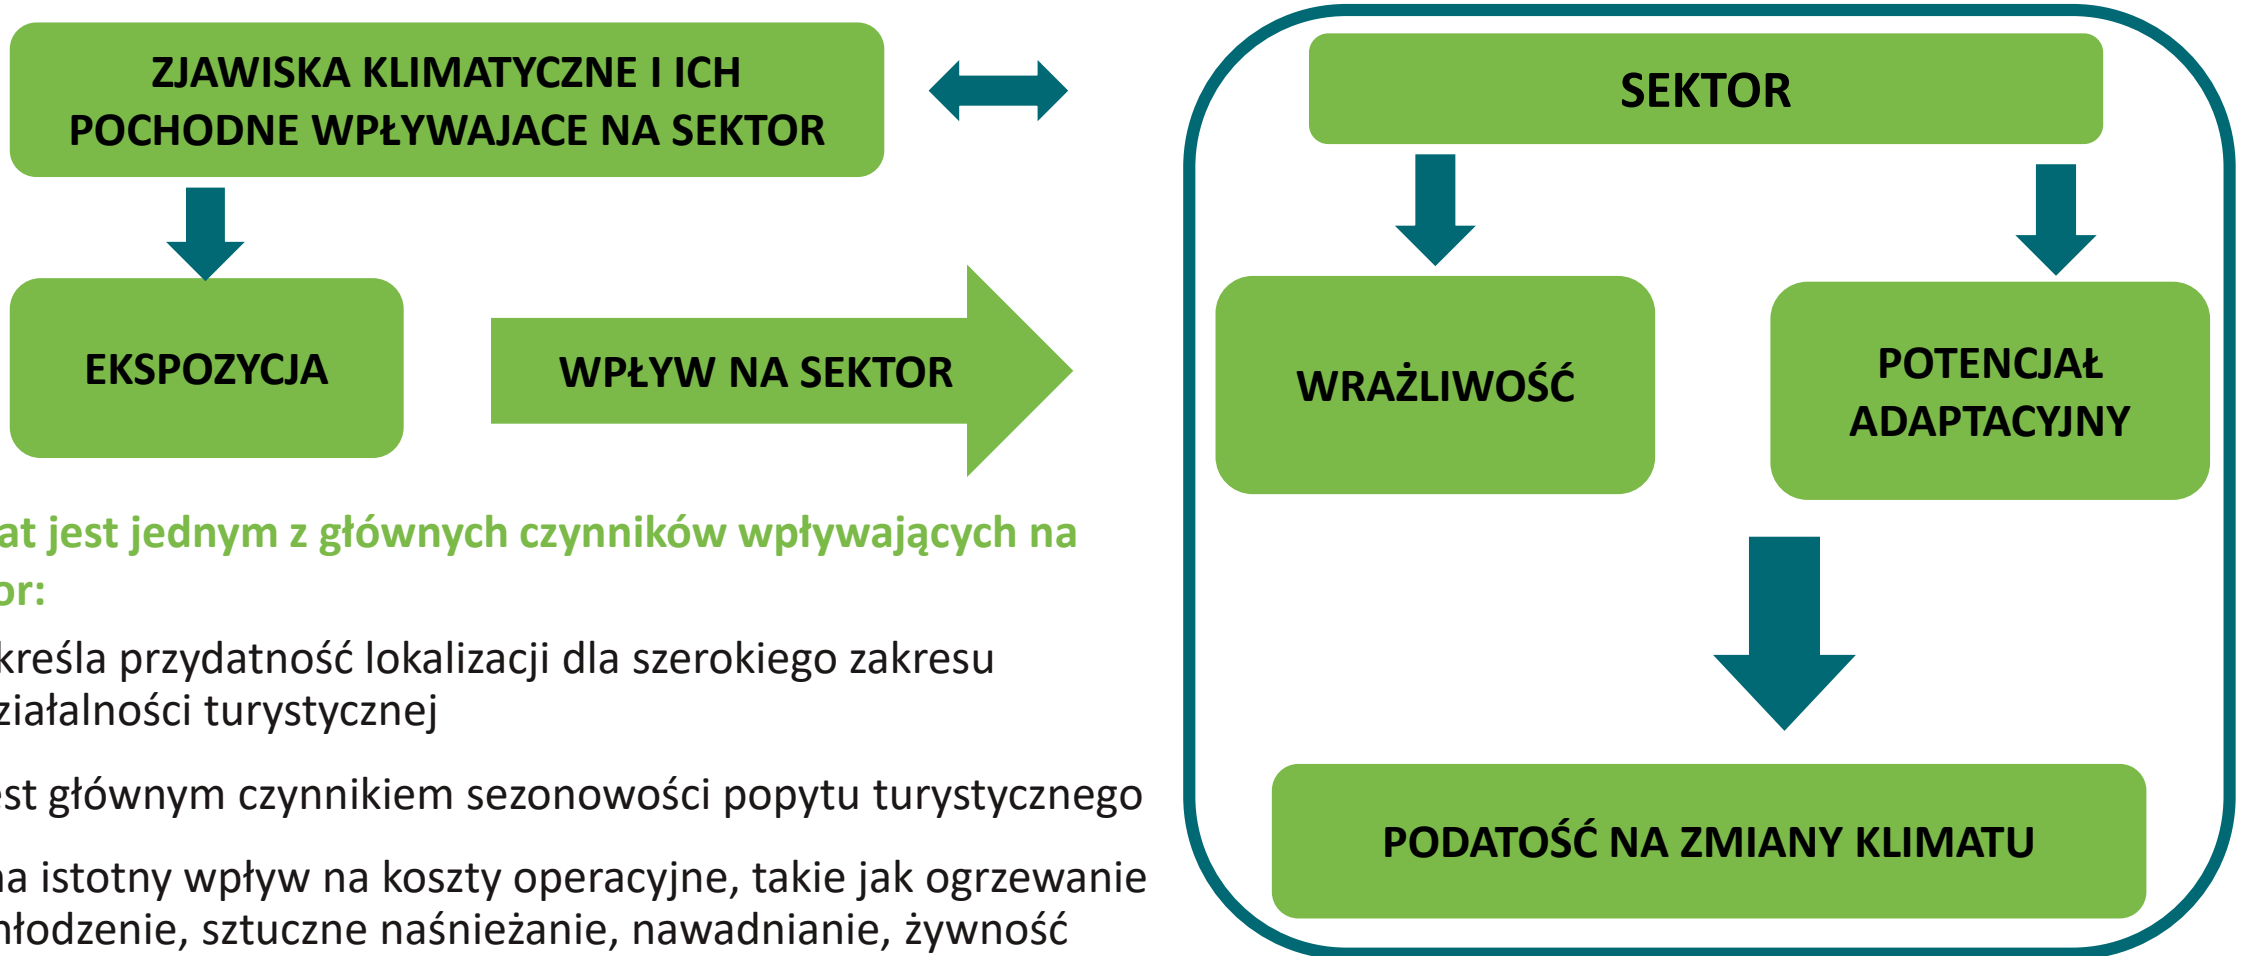 ZJAWISKA KLIMATYCZNE I ICH
POCHODNE WPŁYWAJACE NA SEKTOR
SEKTOR
EKSPOZYCJA
WPŁYW NA SEKTOR
WRAŻLIWOŚĆ
POTENCJAŁ
ADAPTACYJNY
at jest jednym z głównych czynników wpływających na
or:
kreśla przydatność lokalizacji dla szerokiego zakresu
ziałalności turystycznej
est głównym czynnikiem sezonowości popytu turystycznego
na istotny wpływ na koszty operacyjne, takie jak ogrzewanie
hłodzenie, sztuczne naśnieżanie, nawadnianie, żywność
PODATOŚĆ NA ZMIANY KLIMATU